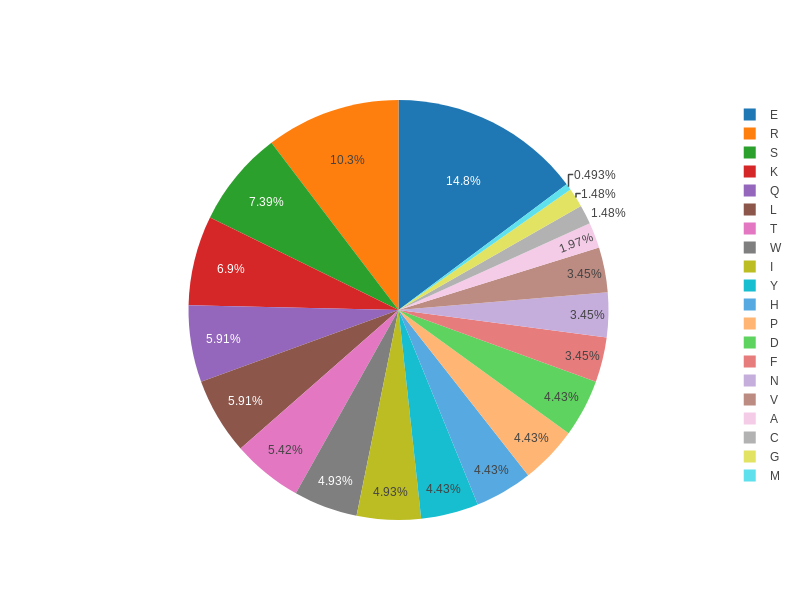 14.8%
10.3%
7.39%
6.9%
5.91%
5.91%
5.42%
4.93%
4.93%
4.43%
4.43%
4.43%
4.43%
3.45%
3.45%
3.45%
1.97%
1.48%
1.48%
0.493%
E
R
S
K
Q
L
T
W
I
Y
H
P
D
F
N
V
A
C
G
M